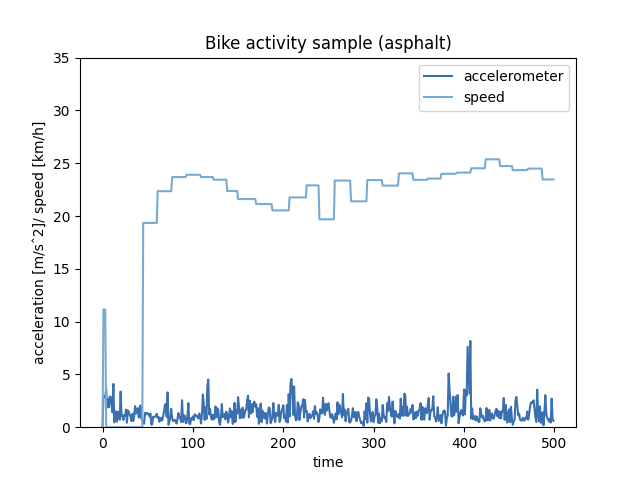 Bike activity sample (asphalt)
accelerometer
speed
acceleration [m/s^2]/ speed [km/h]
35
30
25
20
15
10
5
0
0 100 200 300 400 500
time